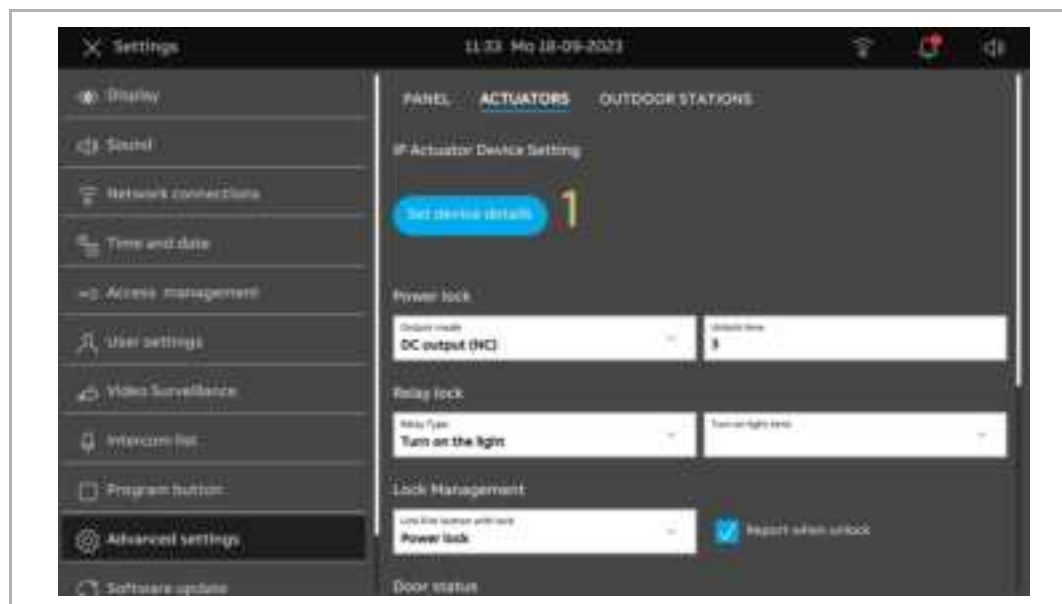 Settings
11:33 Mo 18-09-2023
Display
Sound
Network connections
Time and date
Access management
User settings
Video Surveillance
Intercom list
Program button
Advanced settings
Software update
PANEL ACTUATORS OUTDOOR STATIONS
IP Actuator Device Setting
Set device details 1
Power lock
Output mode
DC output (NC)
Unlock time
3
Relay lock
Relay Type
Turn on the light
Turn on light time
Lock Management
Power lock
Report when unlock
Door status